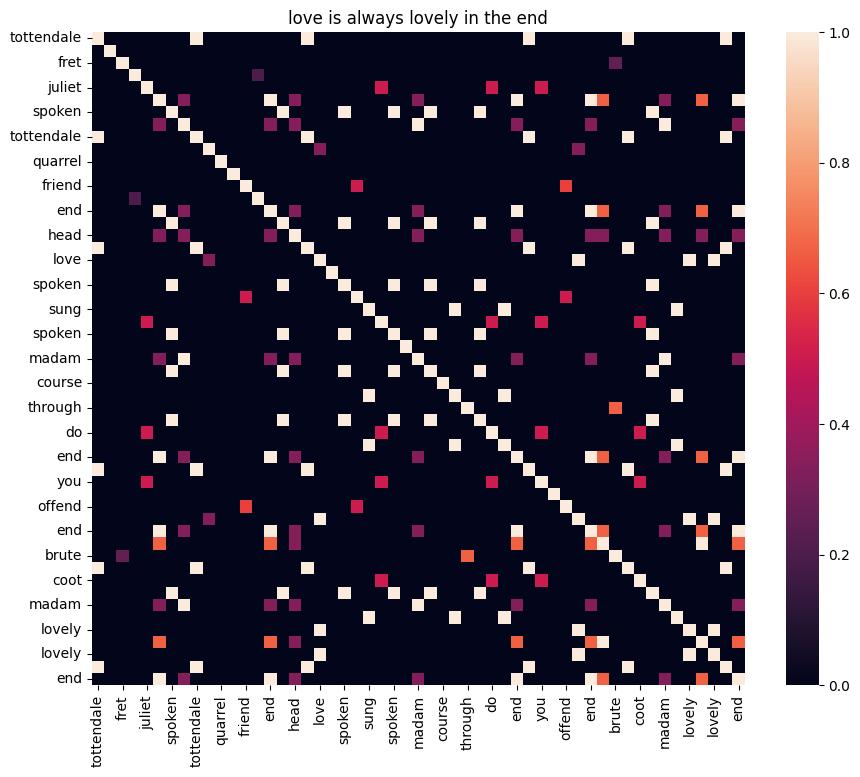 love is always lovely in the end
tottendale
fret
juliet
spoken
tottendale
quarrel
friend
end
head
love
spoken
sung
spoken
madam
course
through
do
end
you
offend
end
brute
coot
madam
lovely
lovely
end
1.0
0.8
0.6
0.4
0.2
0.0
tottendale
fret
juliet
spoken
tottendale
quarrel
friend
end
head
love
spoken
sung
spoken
madam
course
through
do
end
you
offend
end
brute
coot
madam
lovely
lovely
end